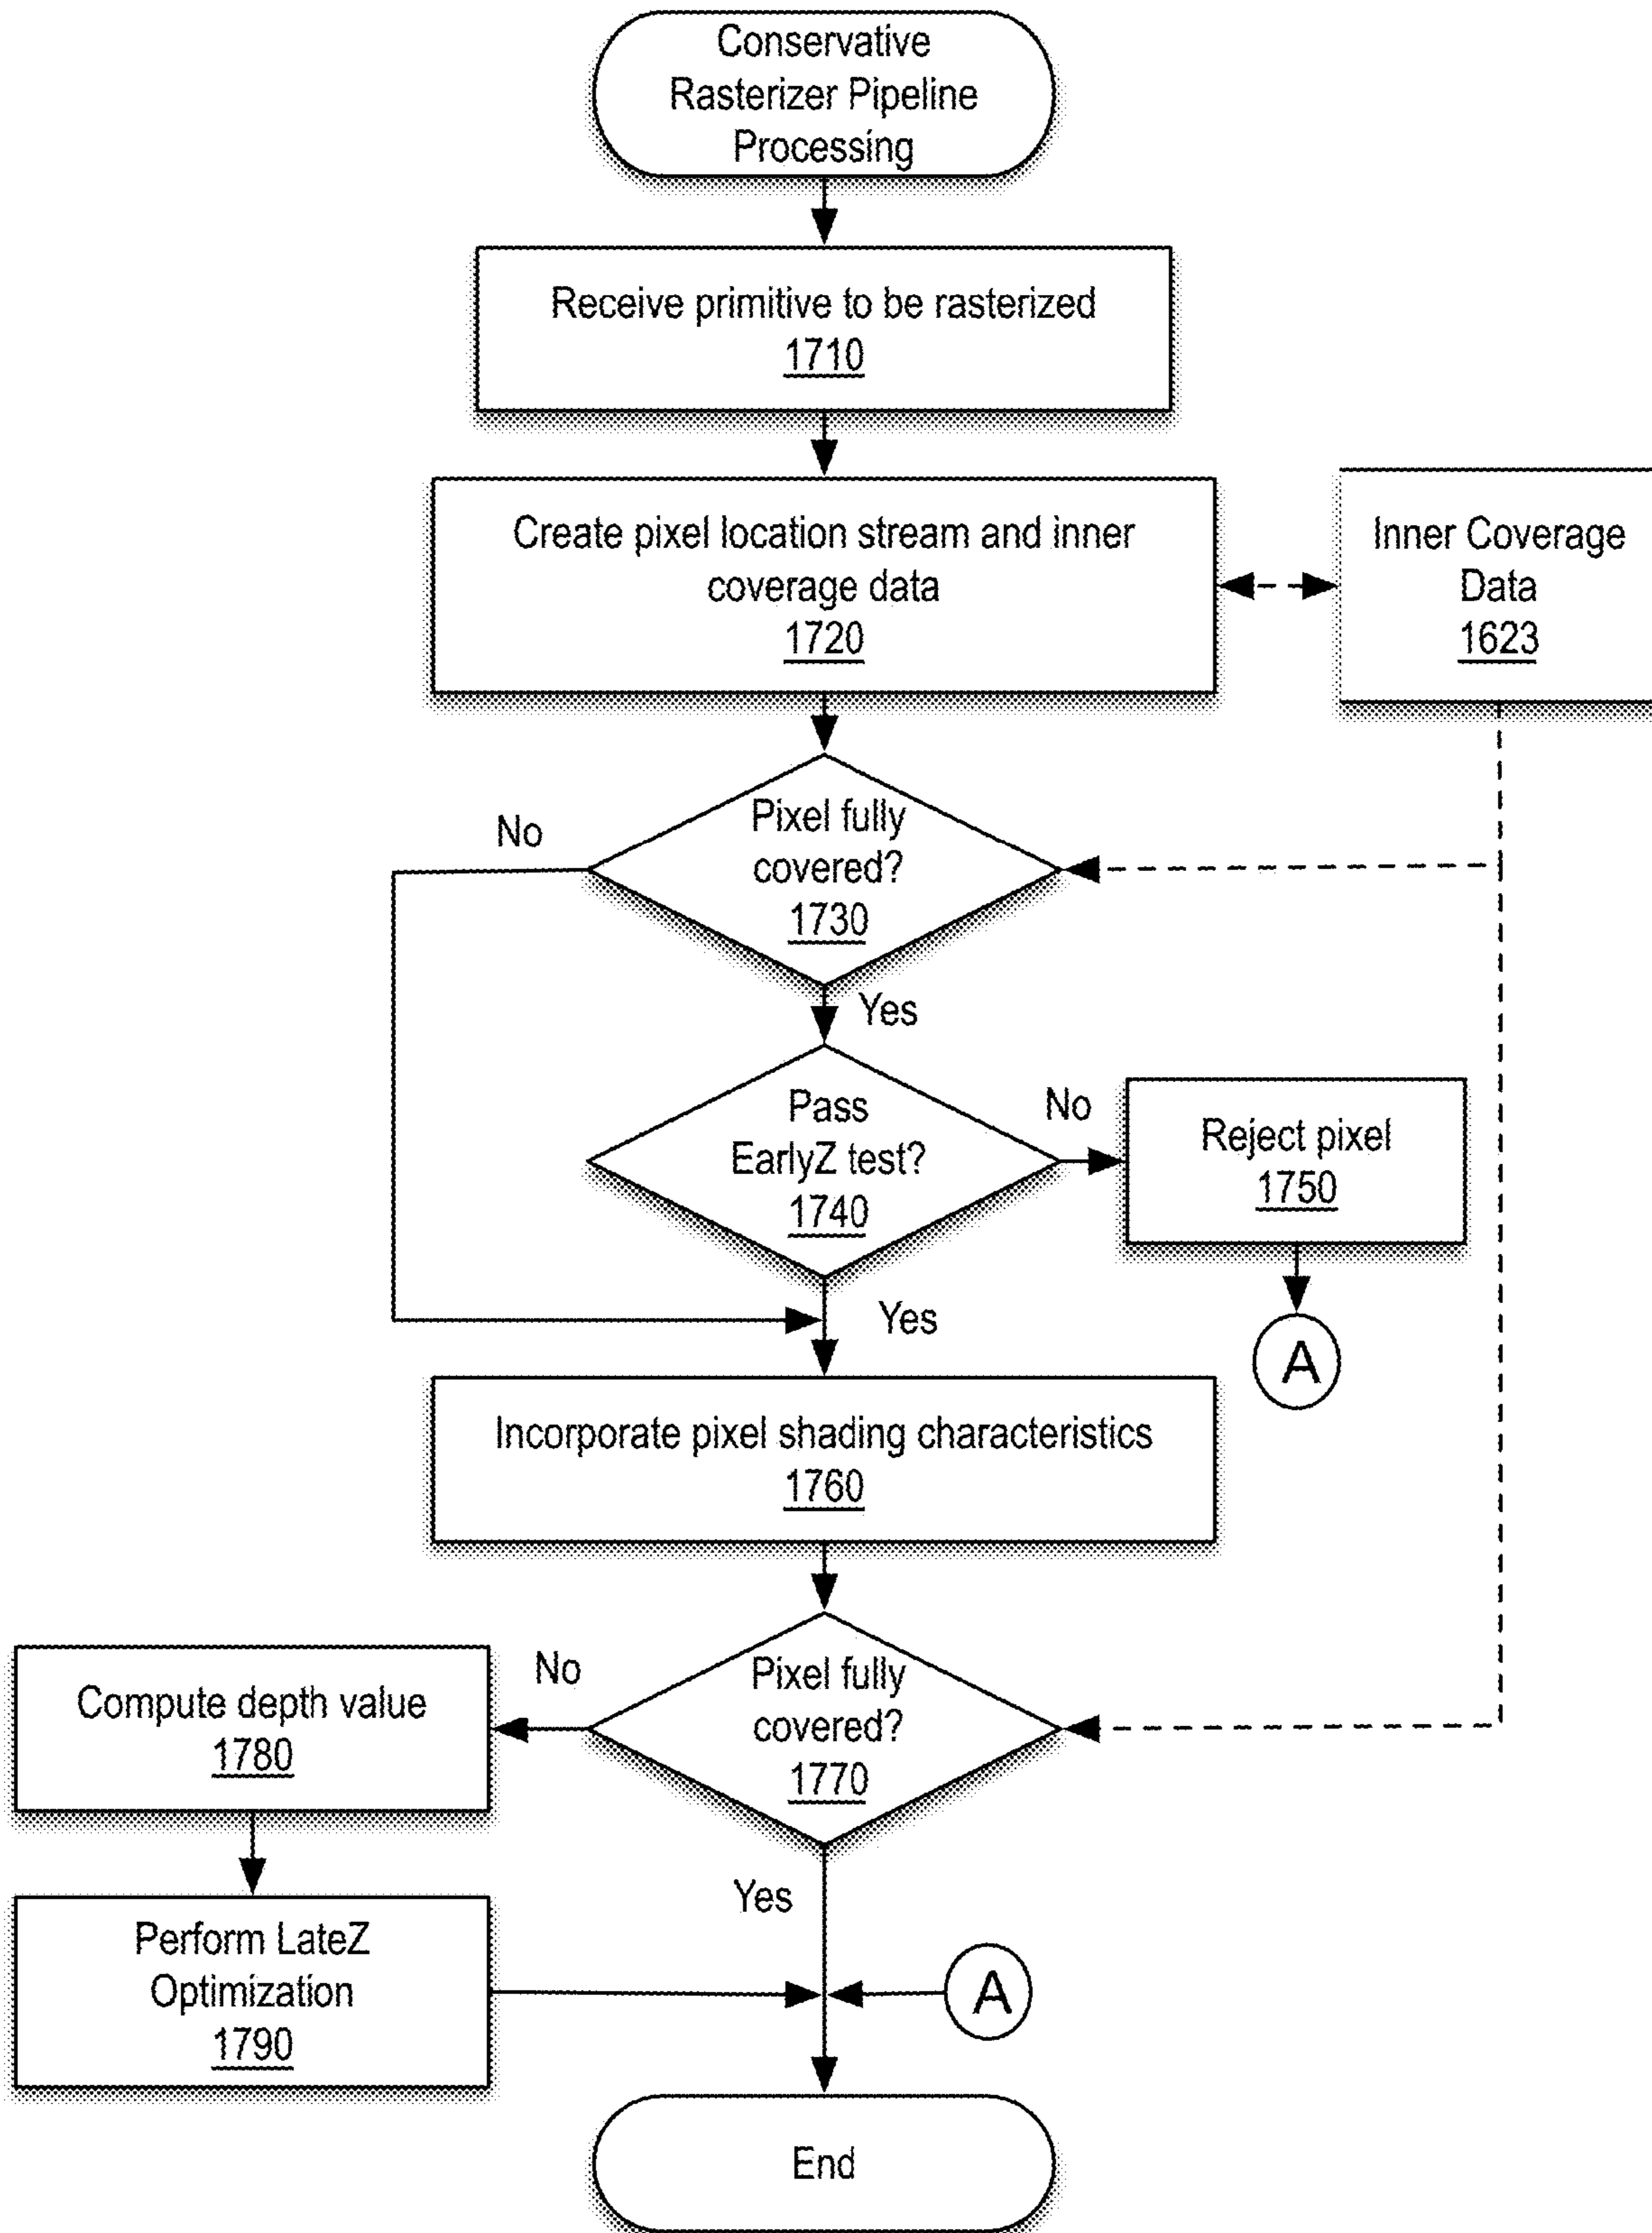 Conservative
Rasterizer Pipeline
Processing
Receive primitive to be rasterized
1710
Create pixel location stream and inner
coverage data
1720
Inner Coverage
Data
1623
Pixel fully
covered?
1730
No
Yes
Pass
EarlyZ test?
1740
No
Reject pixel
1750
Yes
A
Incorporate pixel shading characteristics
1760
Pixel fully
covered?
1770
No
Compute depth value
1780
Yes
Perform LateZ
Optimization
1790
A
End